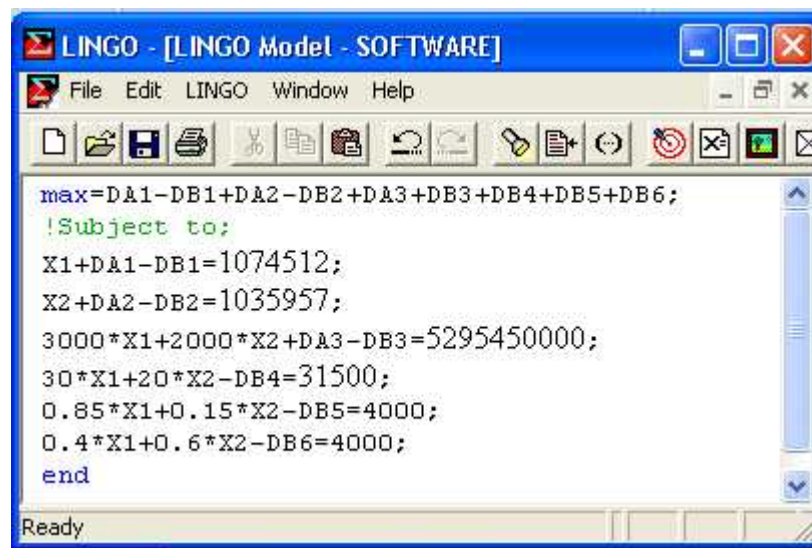 LINGO - [LINGO Model - SOFTWARE]
File Edit LINGO Window Help
max=DA1-DB1+DA2-DB2+DA3+DB3+DB4+DB5+DB6;
!Subject to;
X1+DA1-DB1=1074512;
X2+DA2-DB2=1035957;
3000*X1+2000*X2+DA3-DB3=5295450000;
30*X1+20*X2-DB4=31500;
0.85*X1+0.15*X2-DB5=4000;
0.4*X1+0.6*X2-DB6=4000;
end
Ready